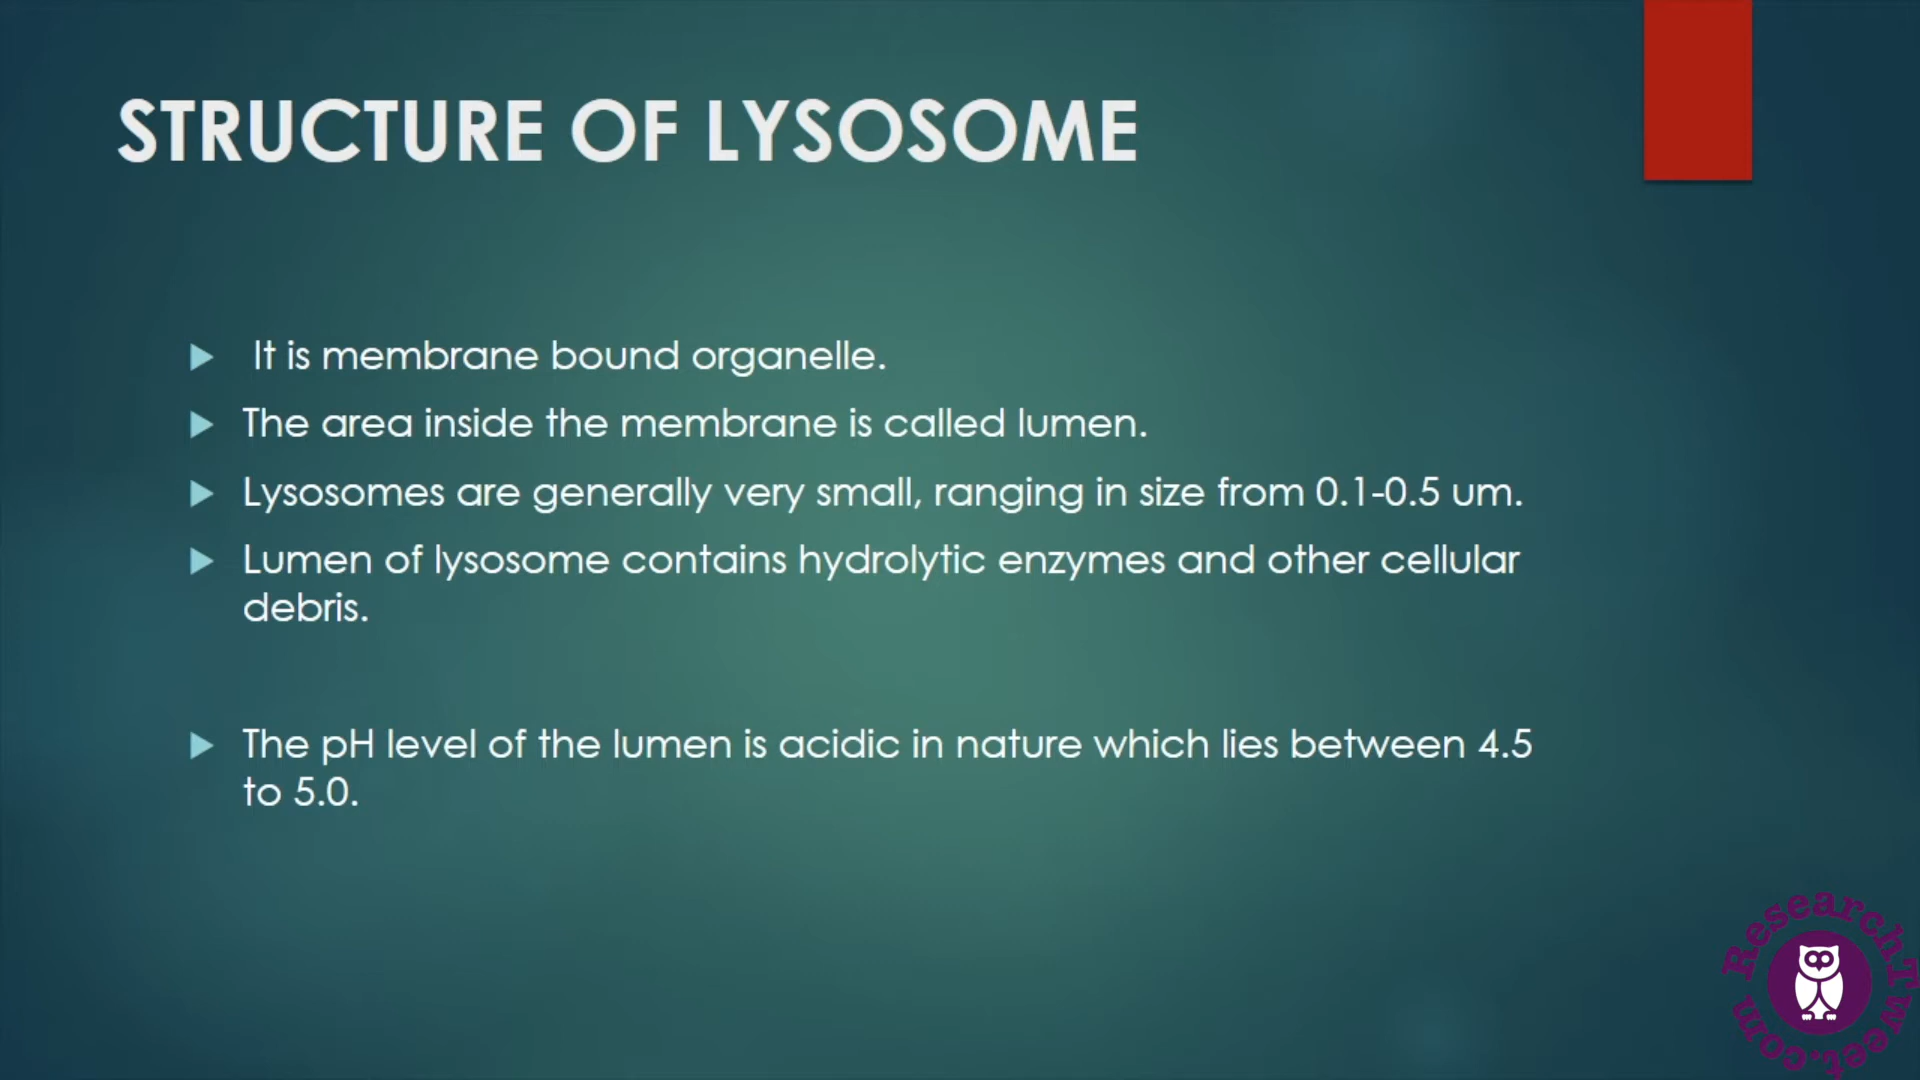 STRUCTURE OF LYSOSOME
It is membrane bound organelle.
The area inside the membrane is called lumen.
Lysosomes are generally very small, ranging in size from 0.1-0.5 um.
Lumen of lysosome contains hydrolytic enzymes and other cellular
debris.
The pH level of the lumen is acidic in nature which lies between 4.5
to 5.0.
ResearchTweet.com